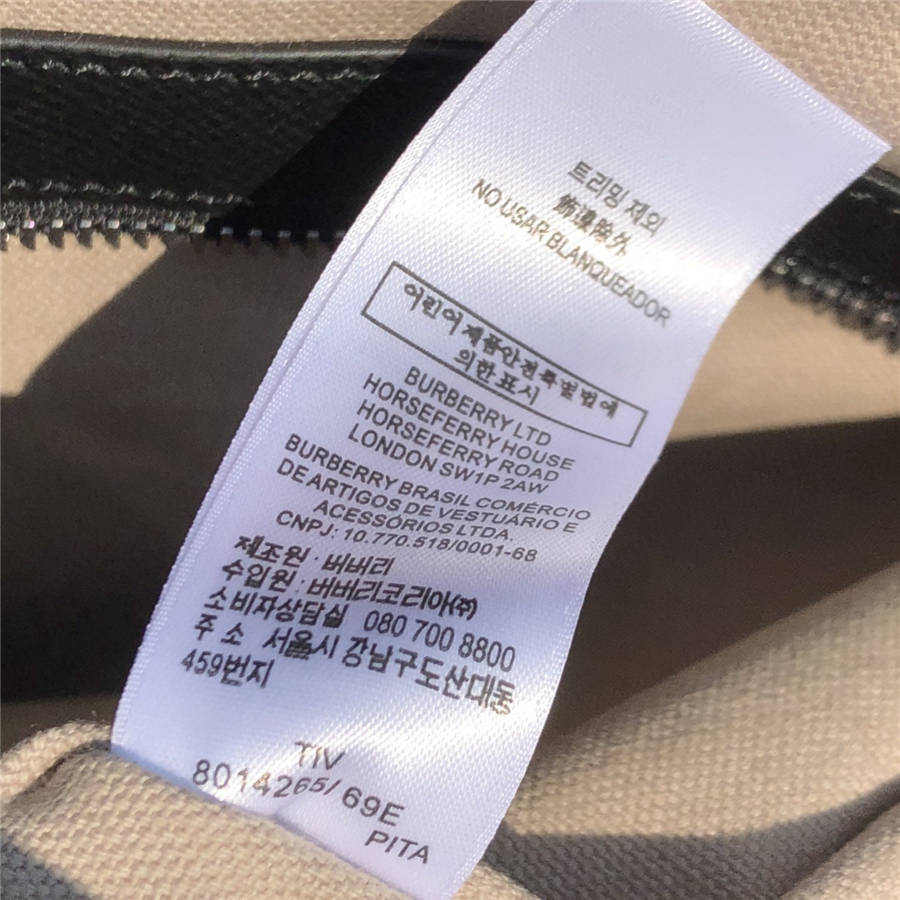 트리밍 제외
飾邊除外
NO USAR BLANQUEADOR
어린이제품안전특별법에
의한표시
BURBERRY LTD
HORSEFERRY HOUSE
HORSEFERRY ROAD
LONDON SW1P 2AW
BURBERRY BRASIL COMÉRCIO
DE ARTIGOS DE VESTUÁRIO E
ACESSÓRIOS LTDA.
CNPJ: 10.770.518/0001-68
제조원 : 버버리
수입원 : 버버리코리아(주)
소비자상담실 080 700 8800
주 소 서울시 강남구도산대동
459번지
TIV
8014265/69E
PITA